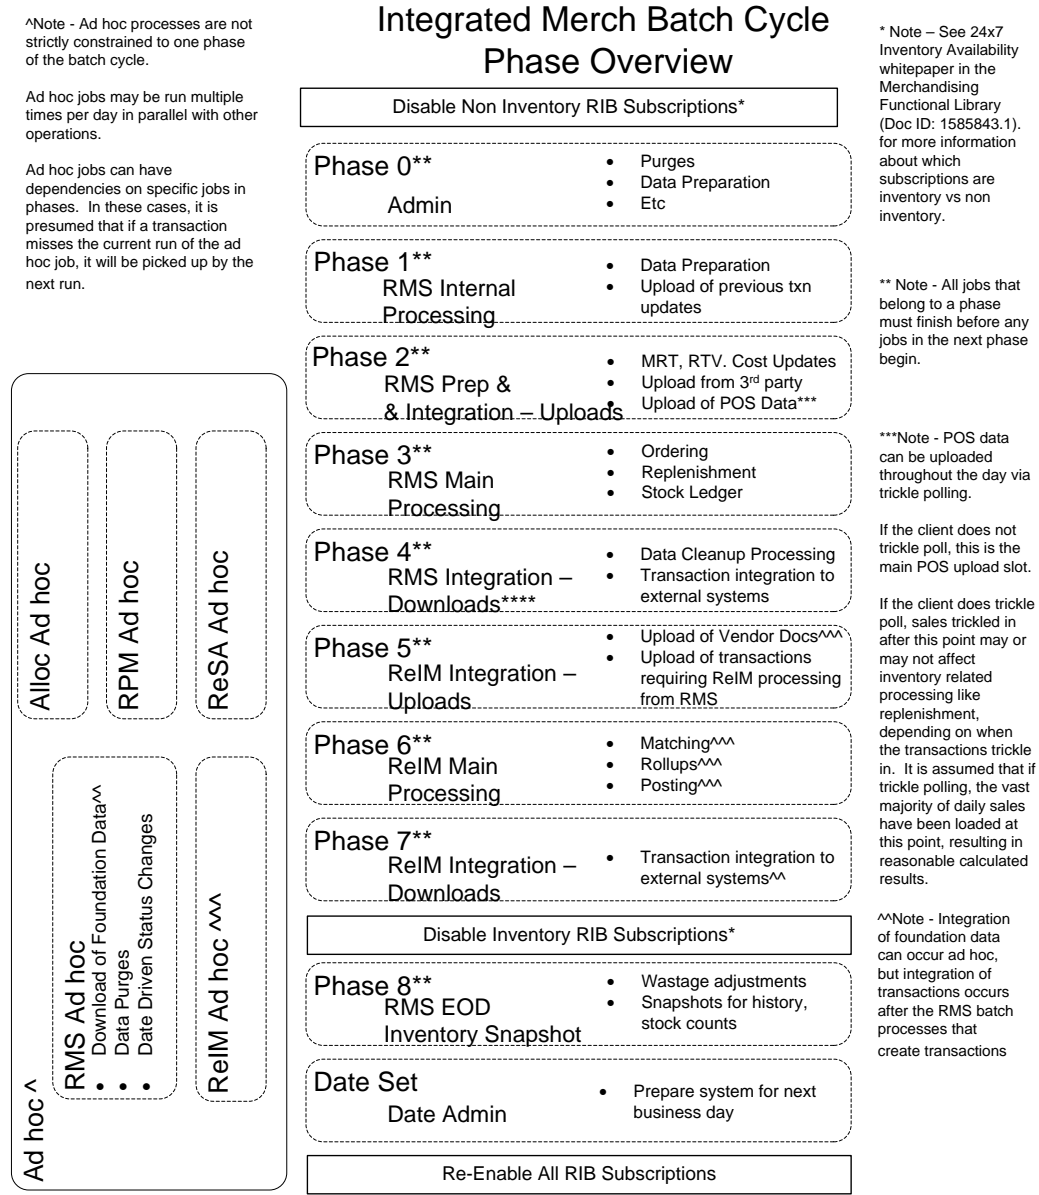 Integrated Merch Batch Cycle
Phase Overview
^Note - Ad hoc processes are not
strictly constrained to one phase
of the batch cycle.
Ad hoc jobs may be run multiple
times per day in parallel with other
operations.
Ad hoc jobs can have
dependencies on specific jobs in
phases.  In these cases, it is
presumed that if a transaction
misses the current run of the ad
hoc job, it will be picked up by the
next run.
Alloc Ad hoc
RPM Ad hoc
ReSA Ad hoc
RMS Ad hoc
• Download of Foundation Data^^
• Data Purges
• Date Driven Status Changes
ReIM Ad hoc ^^^
Ad hoc ^
Disable Non Inventory RIB Subscriptions*
Phase 0**
Admin
• Purges
• Data Preparation
• Etc
Phase 1**
RMS Internal
Processing
• Data Preparation
• Upload of previous txn
updates
Phase 2**
RMS Prep &
& Integration – Uploads
• MRT, RTV. Cost Updates
• Upload from 3rd party
• Upload of POS Data***
Phase 3**
RMS Main
Processing
• Ordering
• Replenishment
• Stock Ledger
Phase 4**
RMS Integration –
Downloads****
• Data Cleanup Processing
• Transaction integration to
external systems
Phase 5**
ReIM Integration –
Uploads
• Upload of Vendor Docs^^^
• Upload of transactions
requiring ReIM processing
from RMS
Phase 6**
ReIM Main
Processing
• Matching^^^
• Rollups^^^
• Posting^^^
Phase 7**
ReIM Integration –
Downloads
• Transaction integration to
external systems^^
Disable Inventory RIB Subscriptions*
Phase 8**
RMS EOD
Inventory Snapshot
• Wastage adjustments
• Snapshots for history,
stock counts
Date Set
Date Admin
• Prepare system for next
business day
Re-Enable All RIB Subscriptions
* Note – See 24x7
Inventory Availability
whitepaper in the
Merchandising
Functional Library
(Doc ID: 1585843.1).
for more information
about which
subscriptions are
inventory vs non
inventory.
** Note - All jobs that
belong to a phase
must finish before any
jobs in the next phase
begin.
***Note - POS data
can be uploaded
throughout the day via
trickle polling.
If the client does not
trickle poll, this is the
main POS upload slot.
If the client does trickle
poll, sales trickled in
after this point may or
may not affect
inventory related
processing like
replenishment,
depending on when
the transactions trickle
in.  It is assumed that if
trickle polling, the vast
majority of daily sales
have been loaded at
this point, resulting in
reasonable calculated
results.
^^Note - Integration
of foundation data
can occur ad hoc,
but integration of
transactions occurs
after the RMS batch
processes that
create transactions